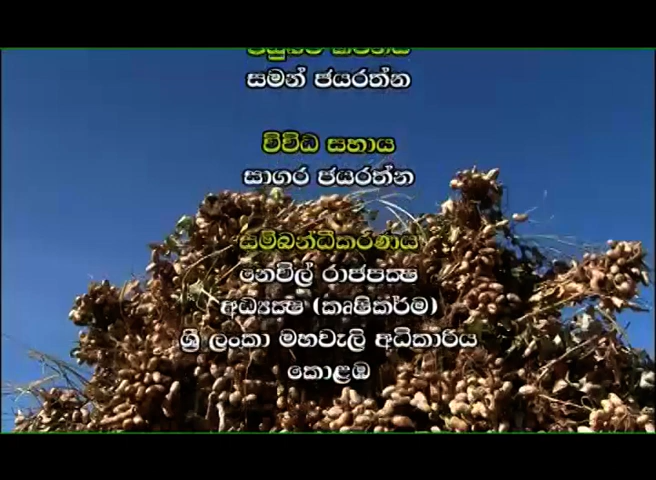 සමන් ජයරත්න
විවිධ සහාය
සාගර ජයරත්න
සම්බන්ධීකරණය
නෙවිල් රාජපක්‍ෂ
අධ්‍යක්‍ෂ (කෘෂිකර්ම)
ශ්‍රී ලංකා මහවැලි අධිකාරිය
කොළඹ